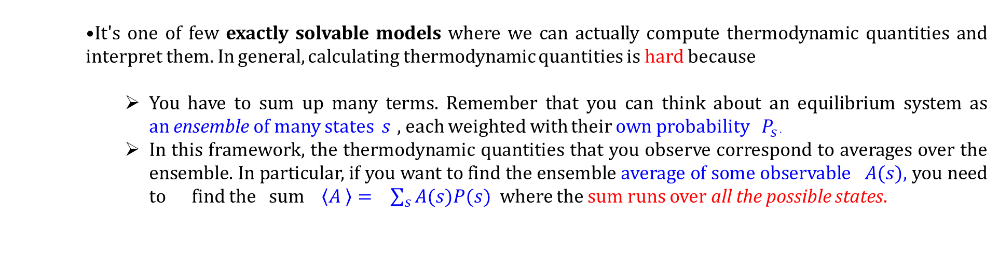 •It's one of few exactly solvable models where we can actually compute thermodynamic quantities and
interpret them. In general, calculating thermodynamic quantities is hard because
➢ You have to sum up many terms. Remember that you can think about an equilibrium system as
an ensemble of many states s , each weighted with their own probability Pₛ.
➢ In this framework, the thermodynamic quantities that you observe correspond to averages over the
ensemble. In particular, if you want to find the ensemble average of some observable A(s), you need
to find the sum ⟨A⟩ = ∑ₛ A(s)P(s) where the sum runs over all the possible states.